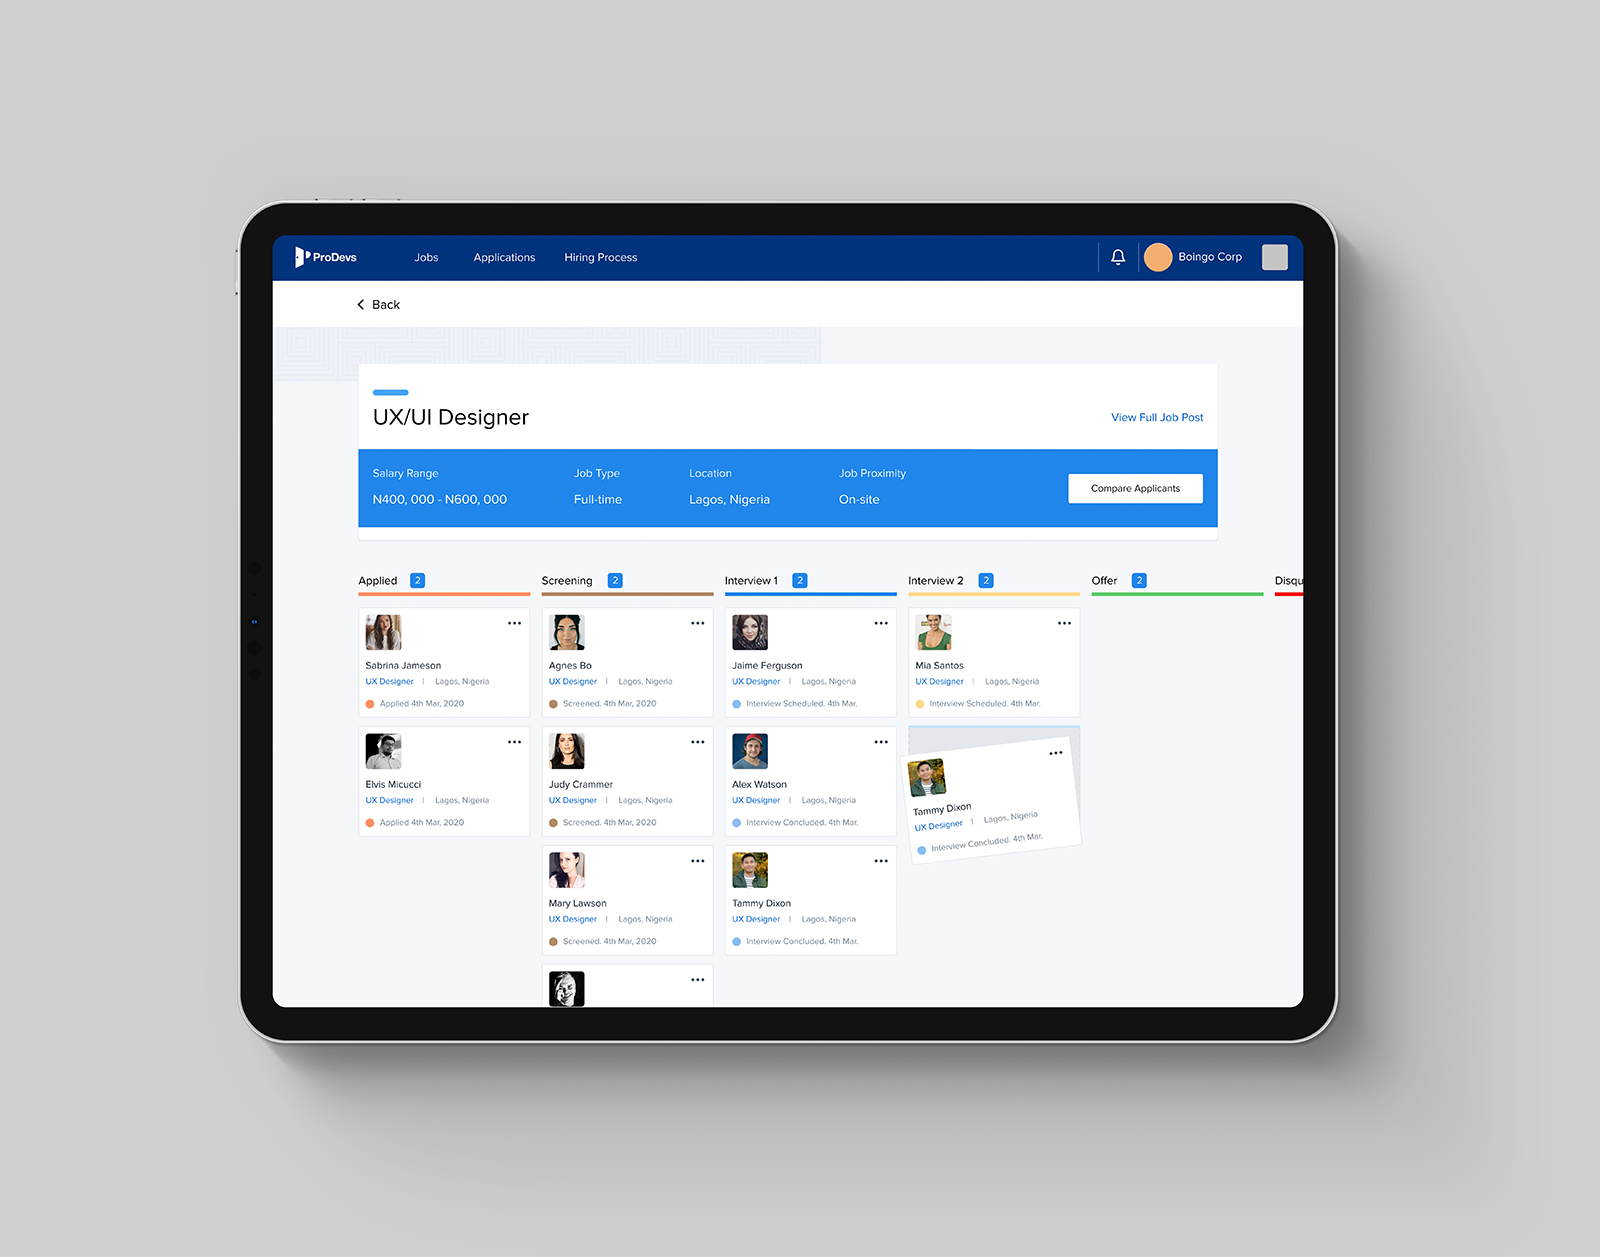 ProDevs
Jobs
Applications
Hiring Process
Boingo Corp
Back
UX/UI Designer
View Full Job Post
Salary Range
Job Type
Location
Job Proximity
N400, 000 - N600, 000
Full-time
Lagos, Nigeria
On-site
Compare Applicants
Applied 2
Screening 2
Interview 1 2
Interview 2 2
Offer 2
Disqu
Sabrina Jameson
UX Designer | Lagos, Nigeria
Applied 4th Mar, 2020
Elvis Micucci
UX Designer | Lagos, Nigeria
Applied 4th Mar, 2020
Agnes Bo
UX Designer | Lagos, Nigeria
Screened. 4th Mar, 2020
Judy Crammer
UX Designer | Lagos, Nigeria
Screened. 4th Mar, 2020
Mary Lawson
UX Designer | Lagos, Nigeria
Screened. 4th Mar, 2020
Jaime Ferguson
UX Designer | Lagos, Nigeria
Interview Scheduled. 4th Mar.
Alex Watson
UX Designer | Lagos, Nigeria
Interview Concluded. 4th Mar.
Tammy Dixon
UX Designer | Lagos, Nigeria
Interview Concluded. 4th Mar.
Mia Santos
UX Designer | Lagos, Nigeria
Interview Scheduled. 4th Mar.
Tammy Dixon
UX Designer | Lagos, Nigeria
Interview Concluded. 4th Mar.